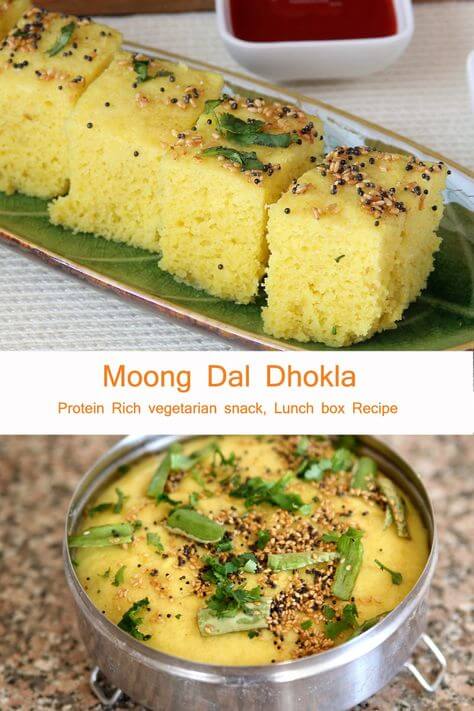 Moong Dal Dhokla
Protein Rich vegetarian snack, Lunch box Recipe